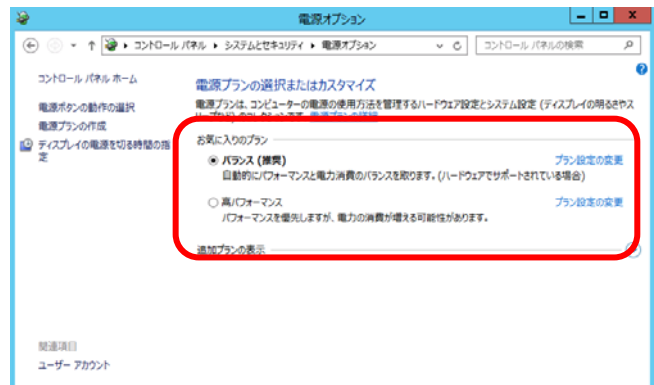 電源オプション
コントロール パネル ▸ システムとセキュリティ ▸ 電源オプション
コントロール パネルの検索
コントロール パネル ホーム
電源ボタンの動作の選択
電源プランの作成
ディスプレイの電源を切る時間の指
定
電源プランの選択またはカスタマイズ
電源プランは、コンピューターの電源の使用方法を管理するハードウェア設定とシステム設定 (ディスプレイの明るさやス
お気に入りのプラン
バランス (推奨) プラン設定の変更
自動的にパフォーマンスと電力消費のバランスを取ります。(ハードウェアでサポートされている場合)
高パフォーマンス プラン設定の変更
パフォーマンスを優先しますが、電力の消費が増える可能性があります。
追加プランの表示
関連項目
ユーザー アカウント